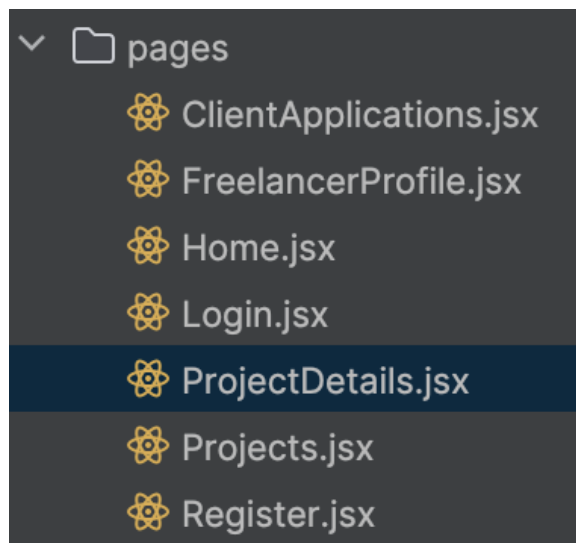 pages
ClientApplications.jsx
FreelancerProfile.jsx
Home.jsx
Login.jsx
ProjectDetails.jsx
Projects.jsx
Register.jsx